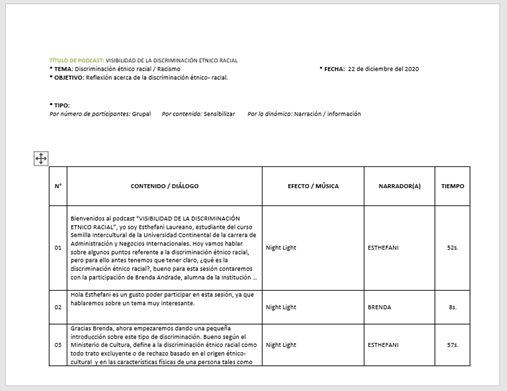 TÍTULO DE PODCAST: VISIBILIDAD DE LA DISCRIMINACIÓN ETNICO RACIAL
* TEMA: Discriminación étnico racial / Racismo * FECHA: 22 de diciembre del 2020
* OBJETIVO: Reflexión acerca de la discriminación étnico- racial.
* TIPO:
Por número de participantes: Grupal Por contenido: Sensibilizar Por la dinámica: Narración / información
N° CONTENIDO / DIÁLOGO EFECTO / MÚSICA NARRADOR(A) TIEMPO
01
Bienvenidos al podcast "VISIBILIDAD DE LA DISCRIMINACIÓN
ETNICO RACIAL", yo soy Esthefani Laureano, estudiante del curso
Semilla Intercultural de la Universidad Continental de la carrera de
Administración y Negocios Internacionales. Hoy vamos hablar
sobre algunos puntos referente a la discriminación étnico racial,
pero para ello antes tenemos que tener claro, ¿qué es la
discriminación étnico racial?, bueno para esta sesión contaremos
con la participación de Brenda Andrade, alumna de la Institución ...
Night Light
ESTHEFANI
52s.
02
Hola Esthefani es un gusto poder participar en esta sesión, ya que
hablaremos sobre un tema muy interesante.
Night Light
BRENDA
8s.
03
Gracias Brenda, ahora empezaremos dando una pequeña
introducción sobre este tipo de discriminación. Bueno según el
Ministerio de Cultura, define a la discriminación étnico racial como
todo trato excluyente o de rechazo basado en el origen étnico-
cultural y en las características físicas de una persona tales como
Night Light
ESTHEFANI
57s.